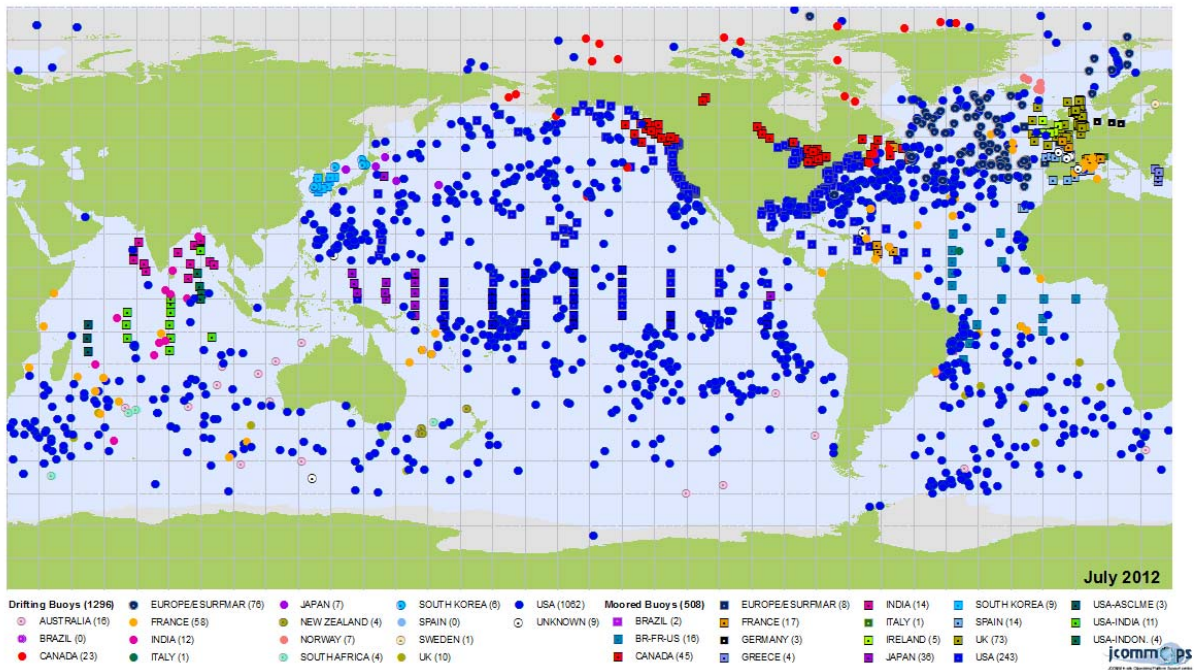 July 2012
Drifting Buoys (1296)
AUSTRALIA (16)
BRAZIL (0)
CANADA (23)
EUROPE/ESURFMAR (76)
FRANCE (58)
INDIA (12)
ITALY (1)
JAPAN (7)
NEW ZEALAND (4)
NORWAY (7)
SOUTH AFRICA (4)
SOUTH KOREA (6)
SPAIN (0)
SWEDEN (1)
UK (10)
USA (1062)
UNKNOWN (9)
Moored Buoys (508)
BRAZIL (2)
BR-FR-US (16)
CANADA (45)
EUROPE/ESURFMAR (8)
FRANCE (17)
GERMANY (3)
GREECE (4)
INDIA (14)
ITALY (1)
IRELAND (5)
JAPAN (36)
SOUTH KOREA (9)
SPAIN (14)
UK (73)
USA (243)
USA-ASCLME (3)
USA-INDIA (11)
USA-INDON. (4)
jcommops